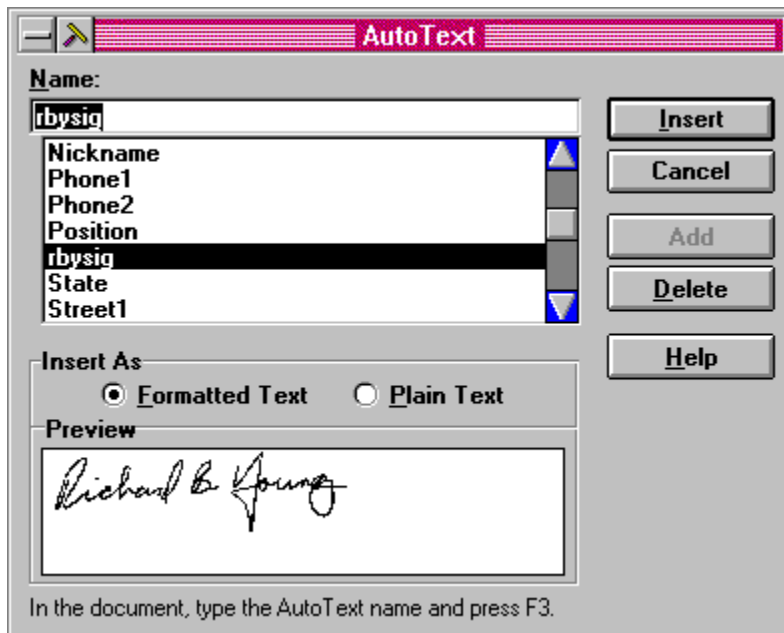 AutoText
Name:
rbysig
Insert
Nickname
Phone1
Cancel
Phone2
Position
Add
rbysig
State
Delete
Street1
Help
Insert As
Formatted Text Plain Text
Preview
Richard B Young
In the document, type the AutoText name and press F3.